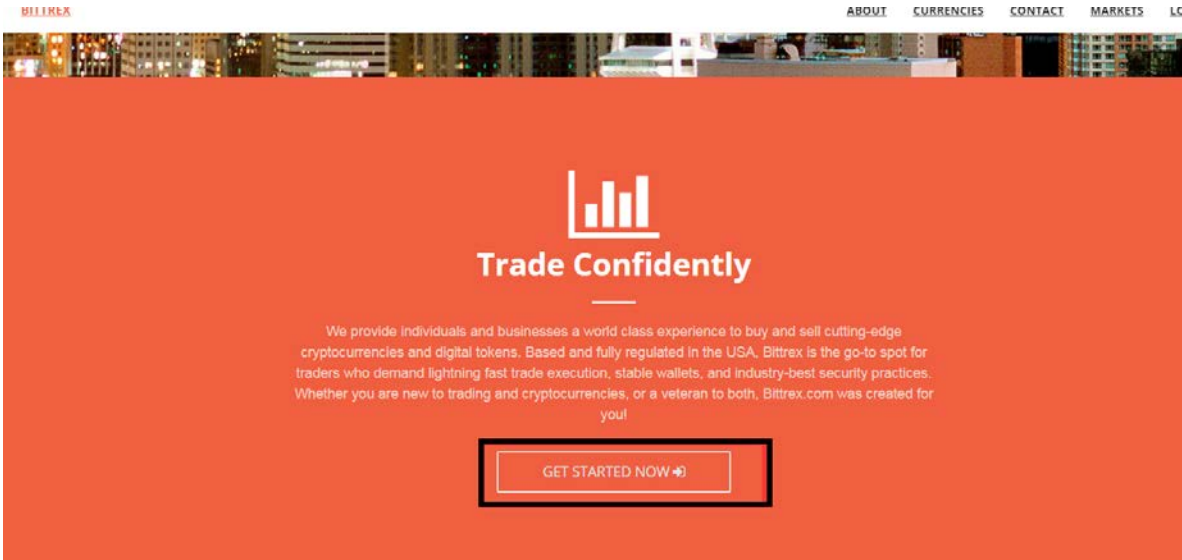 BITTREX
ABOUT CURRENCIES CONTACT MARKETS LO
Trade Confidently
We provide individuals and businesses a world class experience to buy and sell cutting-edge
cryptocurrencies and digital tokens. Based and fully regulated in the USA, Bittrex is the go-to spot for
traders who demand lightning fast trade execution, stable wallets, and industry-best security practices.
Whether you are new to trading and cryptocurrencies, or a veteran to both, Bittrex.com was created for
you!
GET STARTED NOW